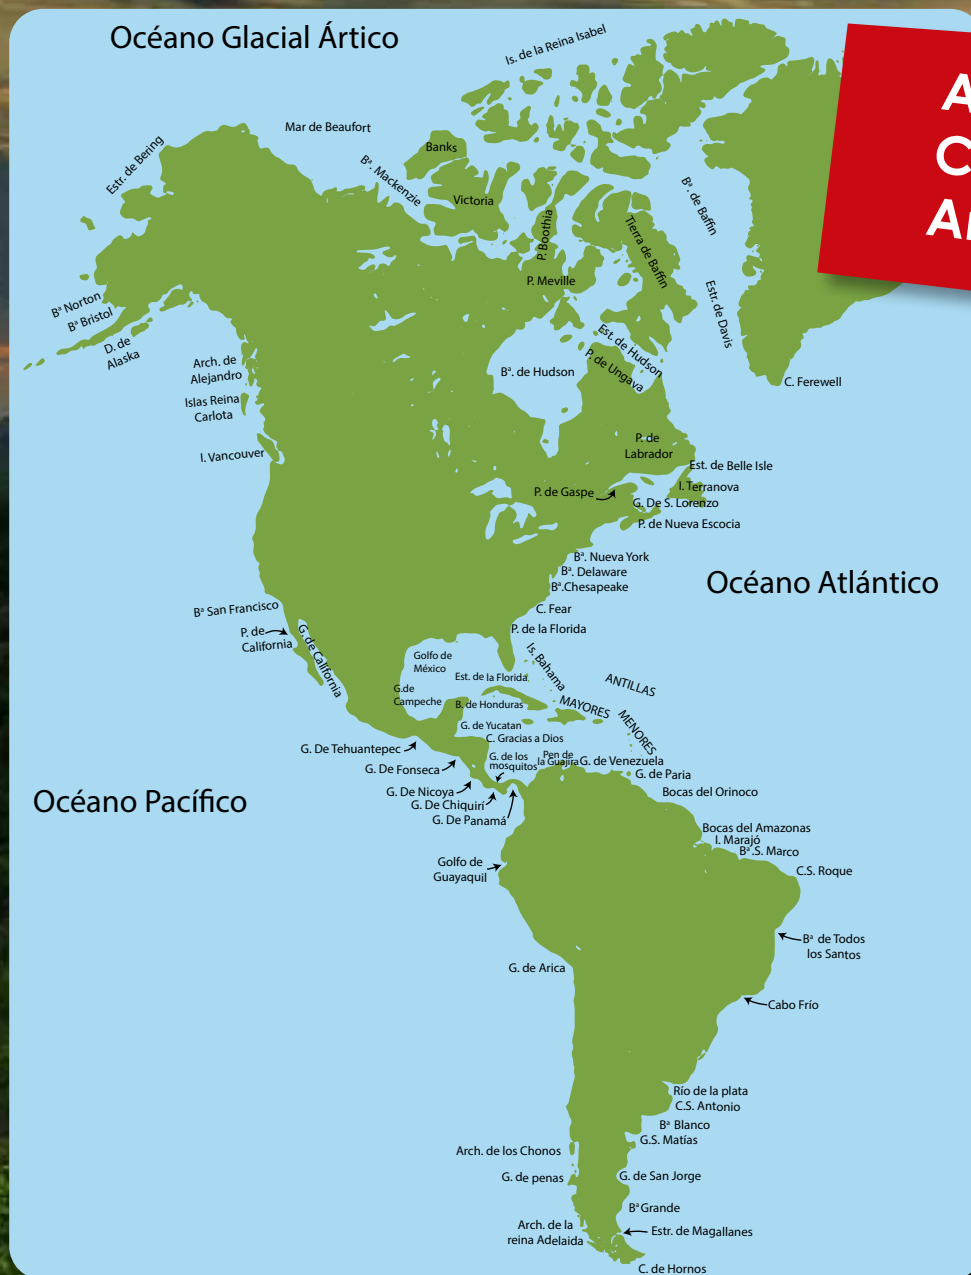 Océano Glacial Ártico
Is. de la Reina Isabel
Mar de Beaufort
Estr. de Bering
Bª. Mackenzie
Banks
Victoria
P. Boothia
P. Meville
Tierra de Baffin
Bª. de Baffin
Estr. de Davis
Bª Norton
Bª Bristol
D. de
Alaska
Arch. de
Alejandro
Islas Reina
Carlota
I. Vancouver
Bª. de Hudson
Est. de Hudson
P. de Ungava
C. Ferewell
P. de
Labrador
Est. de Belle Isle
I. Terranova
P. de Gaspe
G. De S. Lorenzo
P. de Nueva Escocia
Bª. Nueva York
Bª. Delaware
Bª.Chesapeake
Océano Atlántico
C. Fear
Bª San Francisco
P. de
California
G. de California
P. de la Florida
Golfo de
México
Est. de la Florida
Is. Bahama
ANTILLAS
MAYORES
MENORES
G.de
Campeche
B. de Honduras
G. de Yucatan
C. Gracias a Dios
G. De Tehuantepec
G. De Fonseca
G. de los
mosquitos
Pen de
la Guajira
G. de Venezuela
G. de Paria
G. De Nicoya
G. De Chiquirí
G. De Panamá
Bocas del Orinoco
Océano Pacífico
Bocas del Amazonas
I. Marajó
Bª.S. Marco
C.S. Roque
Golfo de
Guayaquil
Bª de Todos
los Santos
G. de Arica
Cabo Frío
Río de la plata
C.S. Antonio
Bª Blanco
G.S. Matías
Arch. de los Chonos
G. de penas
G. de San Jorge
Bª Grande
Arch. de la
reina Adelaida
Estr. de Magallanes
C. de Hornos